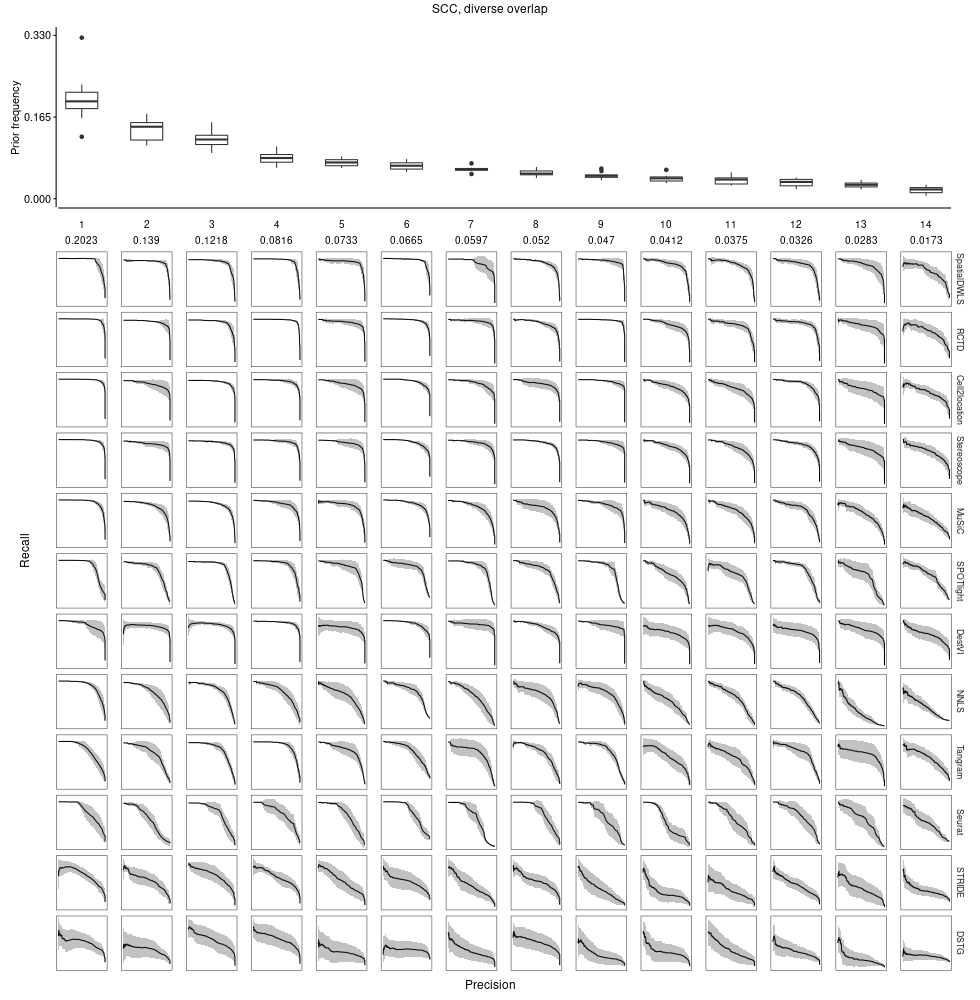 SCC, diverse overlap
0.330
0.165
0.000
Prior frequency
1 2 3 4 5 6 7 8 9 10 11 12 13 14
0.2023 0.139 0.1218 0.0816 0.0733 0.0665 0.0597 0.052 0.047 0.0412 0.0375 0.0326 0.0283 0.0173
SpatialDWLS
RCTD
Cell2location
Stereoscope
MuSiC
SPOTlight
DestVI
NNLS
Tangram
Seurat
STRIDE
DSTG
Recall
Precision